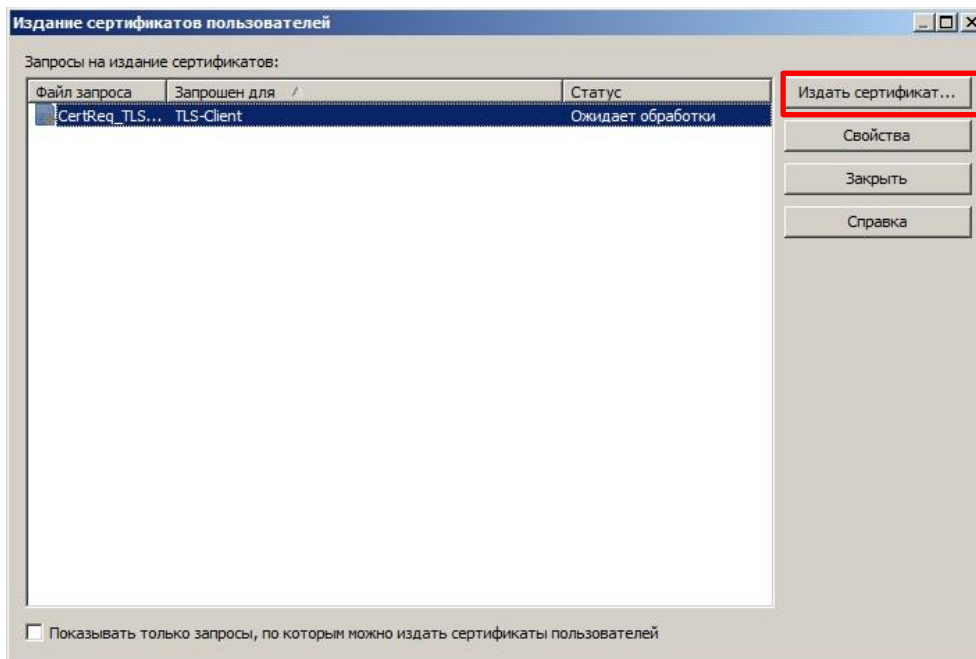 Издание сертификатов пользователей
Запросы на издание сертификатов:
Файл запроса Запрошен для Статус
CertReq_TLS... TLS-Client Ожидает обработки
Издать сертификат...
Свойства
Закрыть
Справка
Показывать только запросы, по которым можно издать сертификаты пользователей